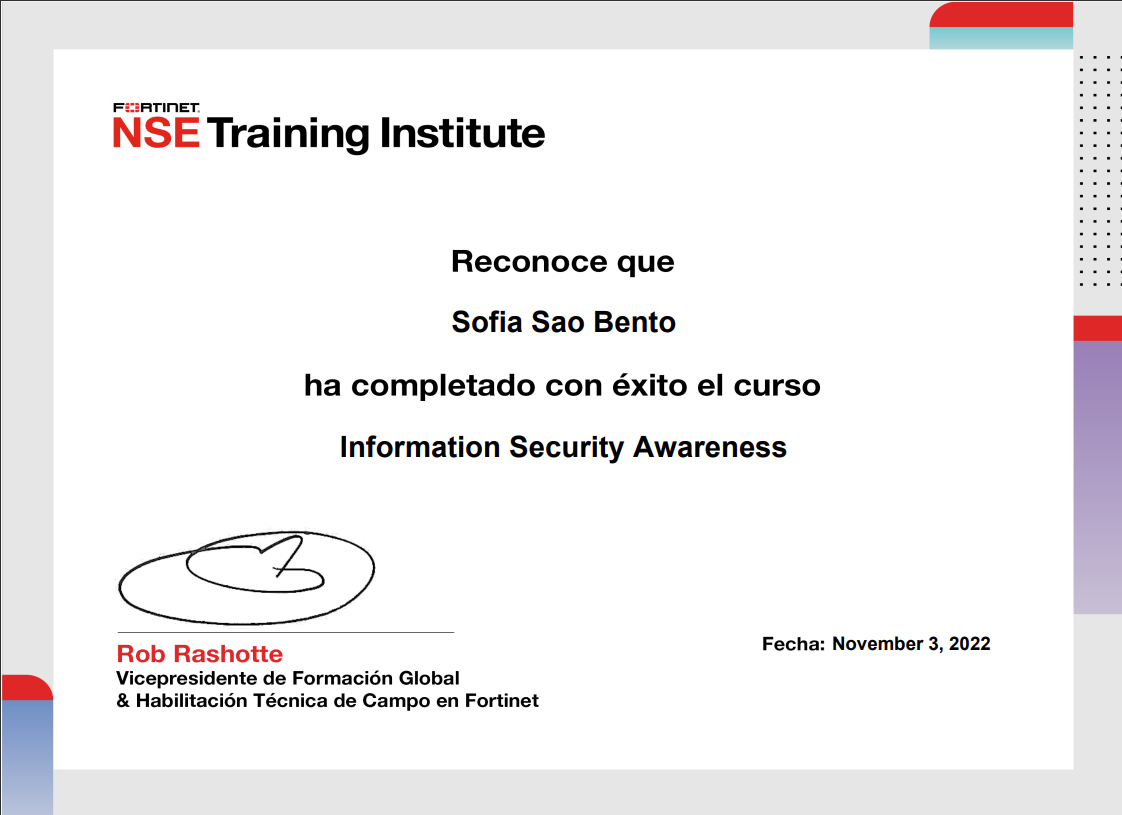 FORTINET
NSE Training Institute
Reconoce que
Sofia Sao Bento
ha completado con éxito el curso
Information Security Awareness
Rob Rashotte
Vicepresidente de Formación Global
& Habilitación Técnica de Campo en Fortinet
Fecha: November 3, 2022